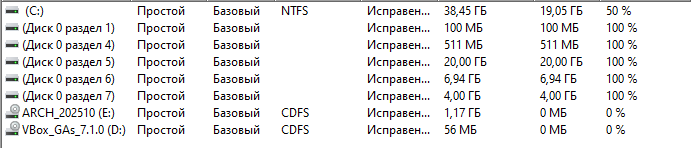 (C:) Простой Базовый NTFS Исправен... 38,45 ГБ 19,05 ГБ 50 %
(Диск 0 раздел 1) Простой Базовый Исправен... 100 МБ 100 МБ 100 %
(Диск 0 раздел 4) Простой Базовый Исправен... 511 МБ 511 МБ 100 %
(Диск 0 раздел 5) Простой Базовый Исправен... 20,00 ГБ 20,00 ГБ 100 %
(Диск 0 раздел 6) Простой Базовый Исправен... 6,94 ГБ 6,94 ГБ 100 %
(Диск 0 раздел 7) Простой Базовый Исправен... 4,00 ГБ 4,00 ГБ 100 %
ARCH_202510 (E:) Простой Базовый CDFS Исправен... 1,17 ГБ 0 МБ 0 %
VBox_GAs_7.1.0 (D:) Простой Базовый CDFS Исправен... 56 МБ 0 МБ 0 %